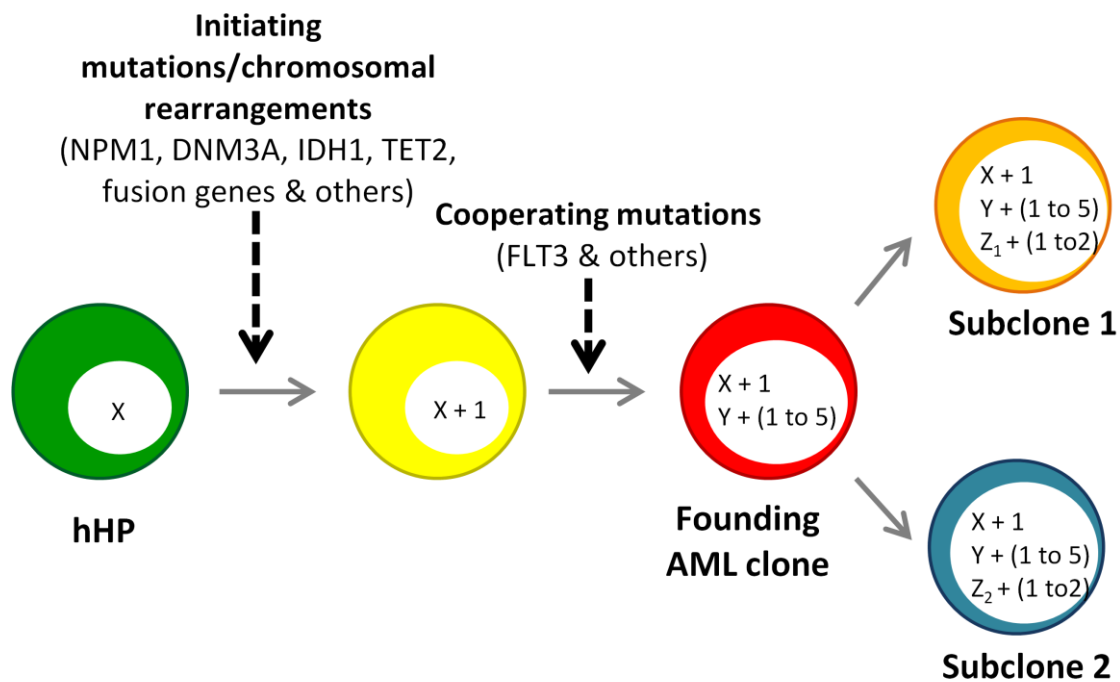 Initiating
mutations/chromosomal
rearrangements
(NPM1, DNM3A, IDH1, TET2,
fusion genes & others)
Cooperating mutations
(FLT3 & others)
X
hHP
X + 1
X + 1
Y + (1 to 5)
Founding
AML clone
X + 1
Y + (1 to 5)
Z₁ + (1 to2)
Subclone 1
X + 1
Y + (1 to 5)
Z₂ + (1 to2)
Subclone 2